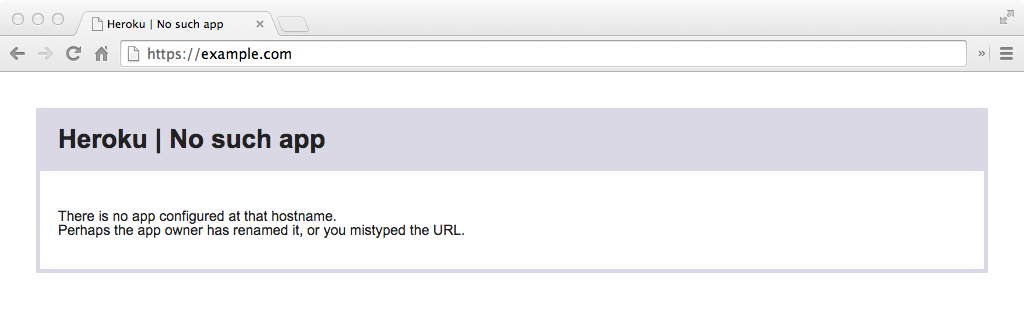 Heroku | No such app
https://example.com
Heroku | No such app
There is no app configured at that hostname.
Perhaps the app owner has renamed it, or you mistyped the URL.